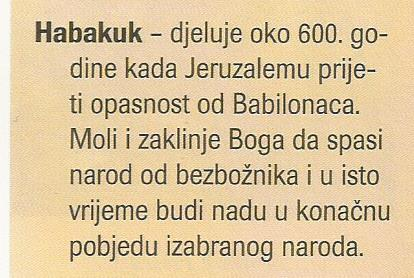 Habakuk – djeluje oko 600. go-
dine kada Jeruzalemu prije-
ti opasnost od Babilonaca.
Moli i zaklinje Boga da spasi
narod od bezbožnika i u isto
vrijeme budi nadu u konačnu
pobjedu izabranog naroda.